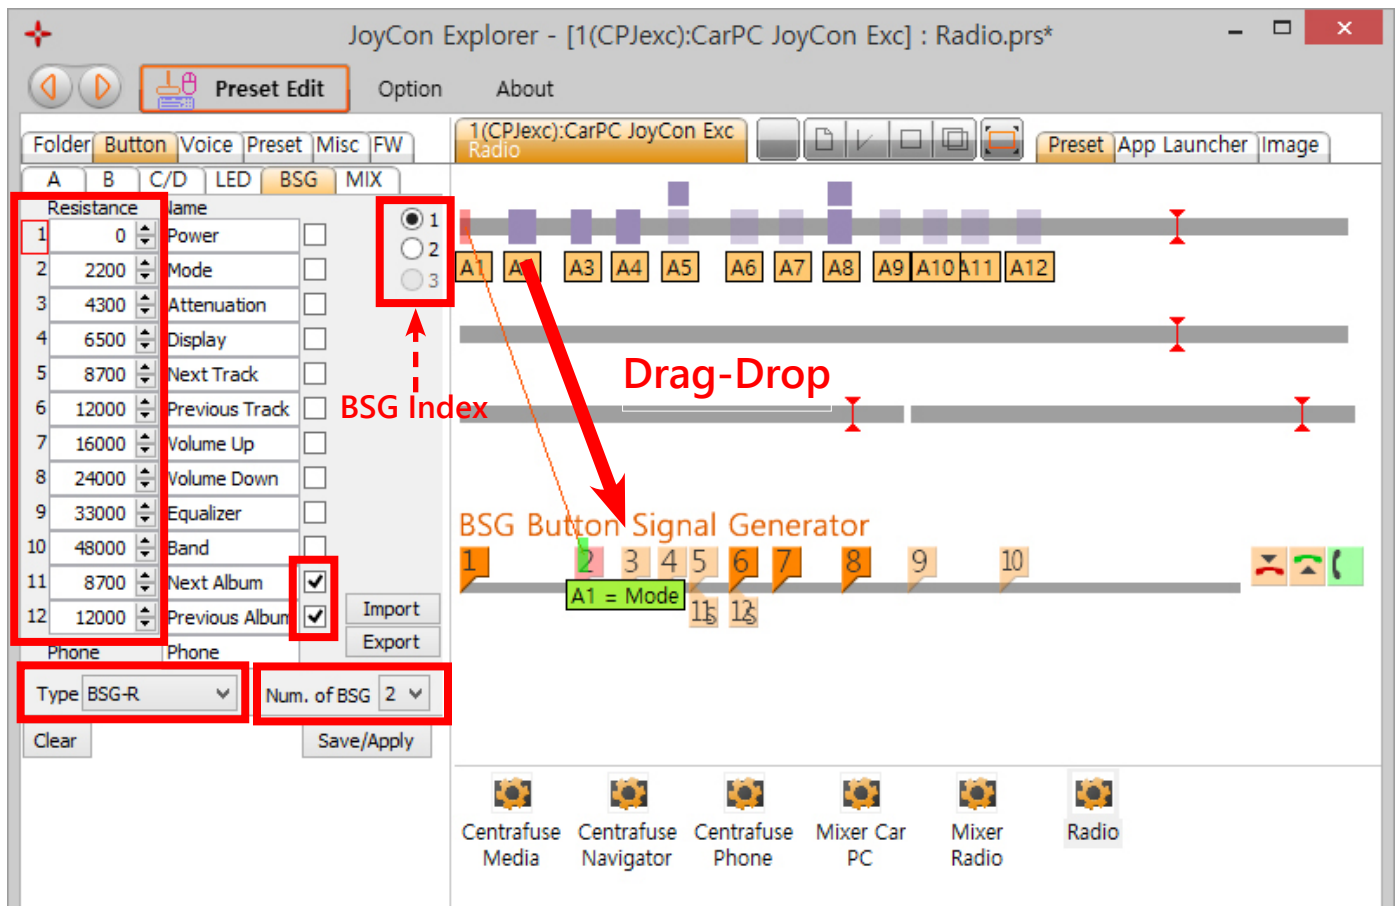 JoyCon Explorer - [1(CPJexc):CarPC JoyCon Exc] : Radio.prs*
Preset Edit Option About
Folder Button Voice Preset Misc FW
A B C/D LED BSG MIX
Resistance Name
1 0 Power
2 2200 Mode
3 4300 Attenuation
4 6500 Display
5 8700 Next Track
6 12000 Previous Track
7 16000 Volume Up
8 24000 Volume Down
9 33000 Equalizer
10 48000 Band
11 8700 Next Album
12 12000 Previous Album
Phone Phone
1
2
3
BSG Index
Import
Export
Type BSG-R Num. of BSG 2
Clear Save/Apply
1(CPJexc):CarPC JoyCon Exc
Radio
Preset App Launcher Image
A1 A3 A4 A5 A6 A7 A8 A9 A10 A11 A12
Drag-Drop
BSG Button Signal Generator
1 2 3 4 5 6 7 8 9 10
A1 = Mode
11s 12s
Centrafuse Media
Centrafuse Navigator
Centrafuse Phone
Mixer Car PC
Mixer Radio
Radio